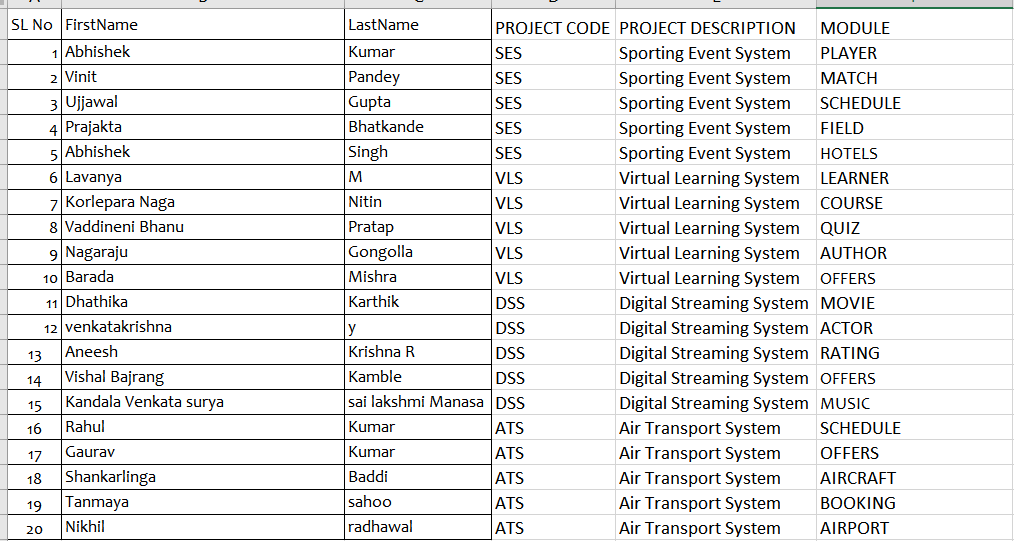 SL No FirstName LastName PROJECT CODE PROJECT DESCRIPTION MODULE
1 Abhishek Kumar SES Sporting Event System PLAYER
2 Vinit Pandey SES Sporting Event System MATCH
3 Ujjawal Gupta SES Sporting Event System SCHEDULE
4 Prajakta Bhatkande SES Sporting Event System FIELD
5 Abhishek Singh SES Sporting Event System HOTELS
6 Lavanya M VLS Virtual Learning System LEARNER
7 Korlepara Naga Nitin VLS Virtual Learning System COURSE
8 Vaddineni Bhanu Pratap VLS Virtual Learning System QUIZ
9 Nagaraju Gongolla VLS Virtual Learning System AUTHOR
10 Barada Mishra VLS Virtual Learning System OFFERS
11 Dhathika Karthik DSS Digital Streaming System MOVIE
12 venkatakrishna y DSS Digital Streaming System ACTOR
13 Aneesh Krishna R DSS Digital Streaming System RATING
14 Vishal Bajrang Kamble DSS Digital Streaming System OFFERS
15 Kandala Venkata surya sai lakshmi Manasa DSS Digital Streaming System MUSIC
16 Rahul Kumar ATS Air Transport System SCHEDULE
17 Gaurav Kumar ATS Air Transport System OFFERS
18 Shankarlinga Baddi ATS Air Transport System AIRCRAFT
19 Tanmaya sahoo ATS Air Transport System BOOKING
20 Nikhil radhawal ATS Air Transport System AIRPORT